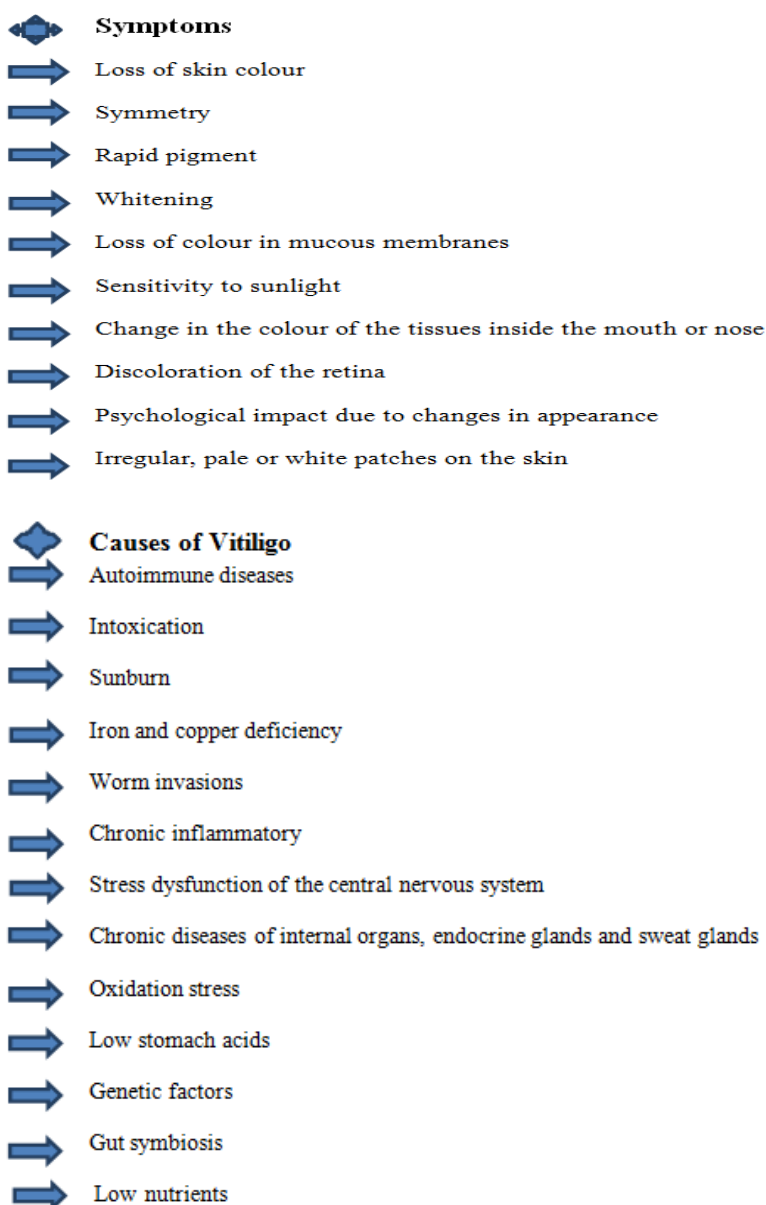 Symptoms
Loss of skin colour
Symmetry
Rapid pigment
Whitening
Loss of colour in mucous membranes
Sensitivity to sunlight
Change in the colour of the tissues inside the mouth or nose
Discoloration of the retina
Psychological impact due to changes in appearance
Irregular, pale or white patches on the skin
Causes of Vitiligo
Autoimmune diseases
Intoxication
Sunburn
Iron and copper deficiency
Worm invasions
Chronic inflammatory
Stress dysfunction of the central nervous system
Chronic diseases of internal organs, endocrine glands and sweat glands
Oxidation stress
Low stomach acids
Genetic factors
Gut symbiosis
Low nutrients